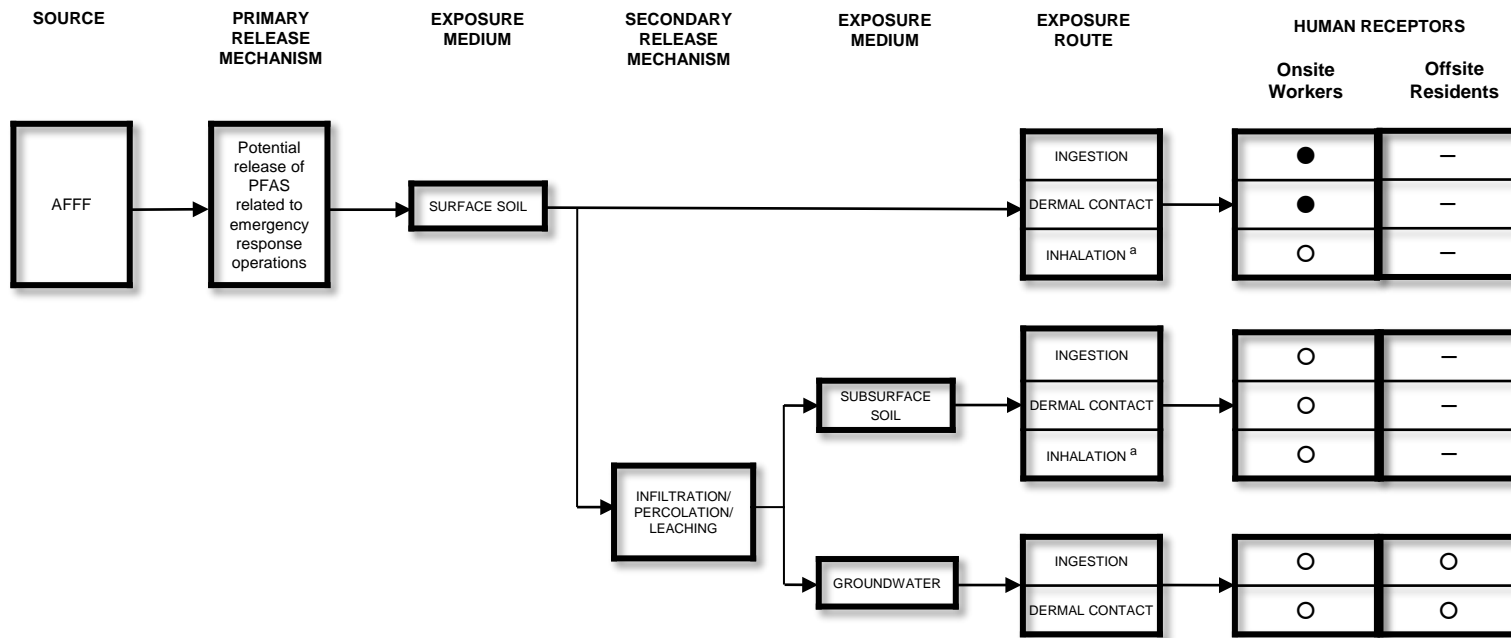 SOURCE
PRIMARY
RELEASE
MECHANISM
EXPOSURE
MEDIUM
SECONDARY
RELEASE
MECHANISM
EXPOSURE
MEDIUM
EXPOSURE
ROUTE
HUMAN RECEPTORS
Onsite
Workers
Offsite
Residents
AFFF
Potential
release of
PFAS
related to
emergency
response
operations
SURFACE SOIL
INGESTION
–
DERMAL CONTACT
–
INHALATION a
–
INFILTRATION/
PERCOLATION/
LEACHING
SUBSURFACE
SOIL
INGESTION
–
DERMAL CONTACT
–
INHALATION a
–
GROUNDWATER
INGESTION
DERMAL CONTACT